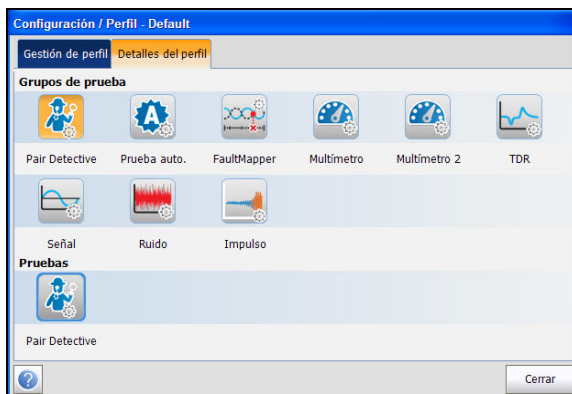 Configuración / Perfil - Default
Gestión de perfil Detalles del perfil
Grupos de prueba
Pair Detective Prueba auto. FaultMapper Multímetro Multímetro 2 TDR
Señal Ruido Impulso
Pruebas
Pair Detective
? Cerrar